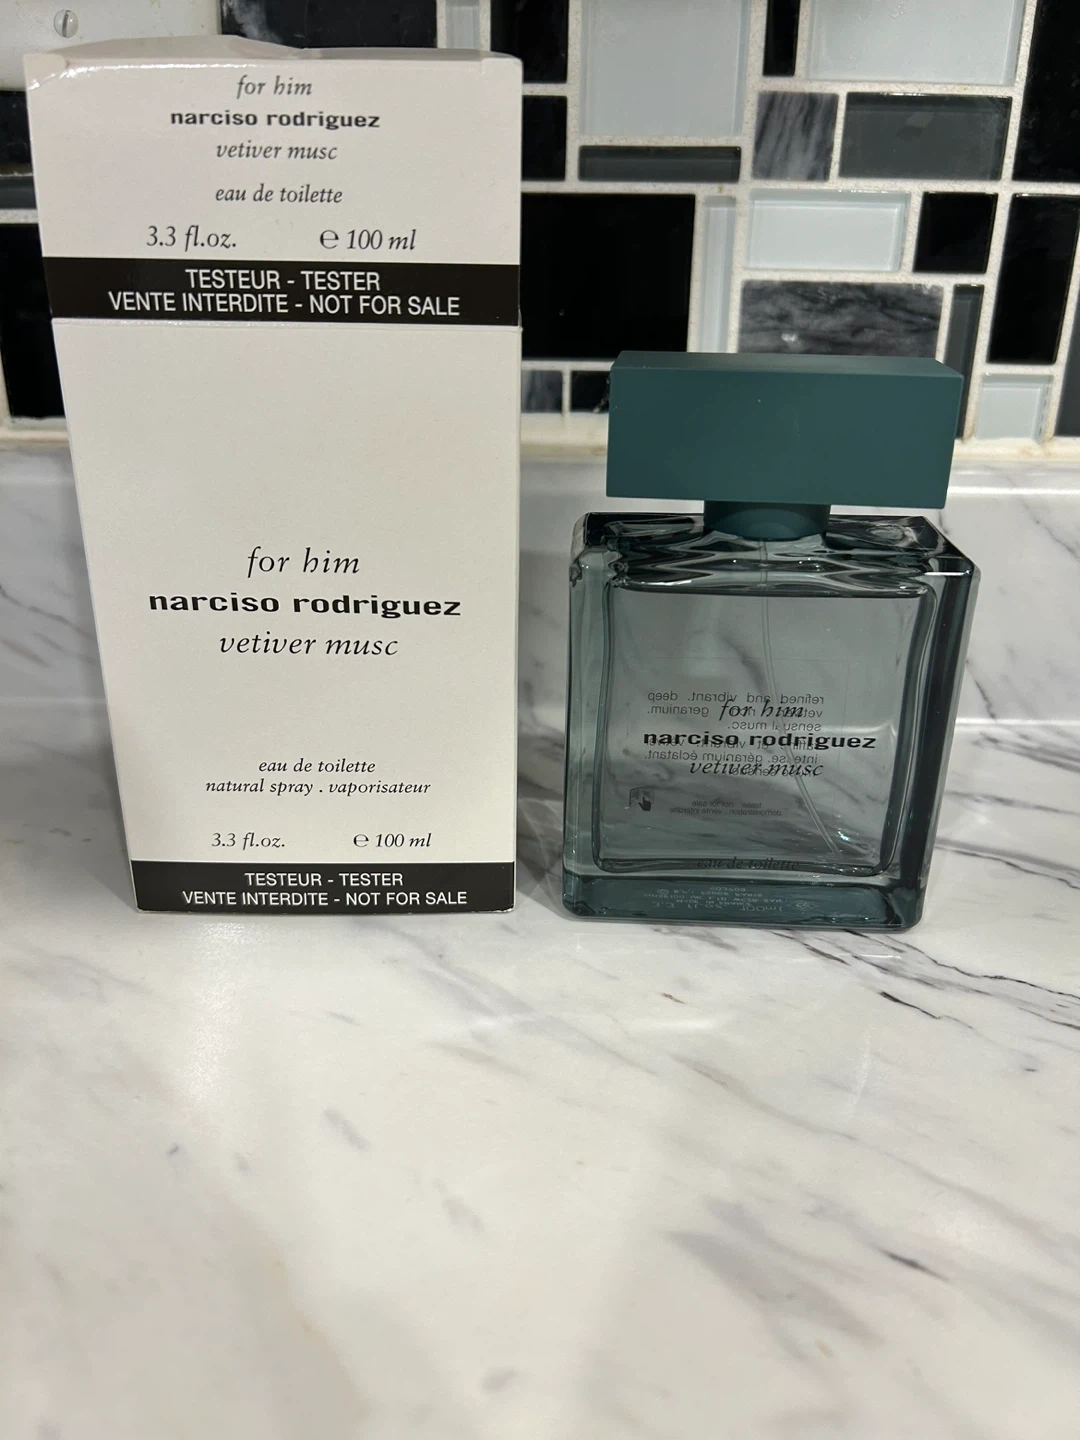 for him
narciso rodriguez
vetiver musc
eau de toilette
3.3 fl.oz. ℮ 100 ml
TESTEUR - TESTER
VENTE INTERDITE - NOT FOR SALE
for him
narciso rodriguez
vetiver musc
eau de toilette
natural spray . vaporisateur
3.3 fl.oz. ℮ 100 ml
TESTEUR - TESTER
VENTE INTERDITE - NOT FOR SALE
refined and vibrant. deep
geranium.
musc.
géranium éclatant.
for him
narciso rodriguez
vetiver musc
eau de toilette